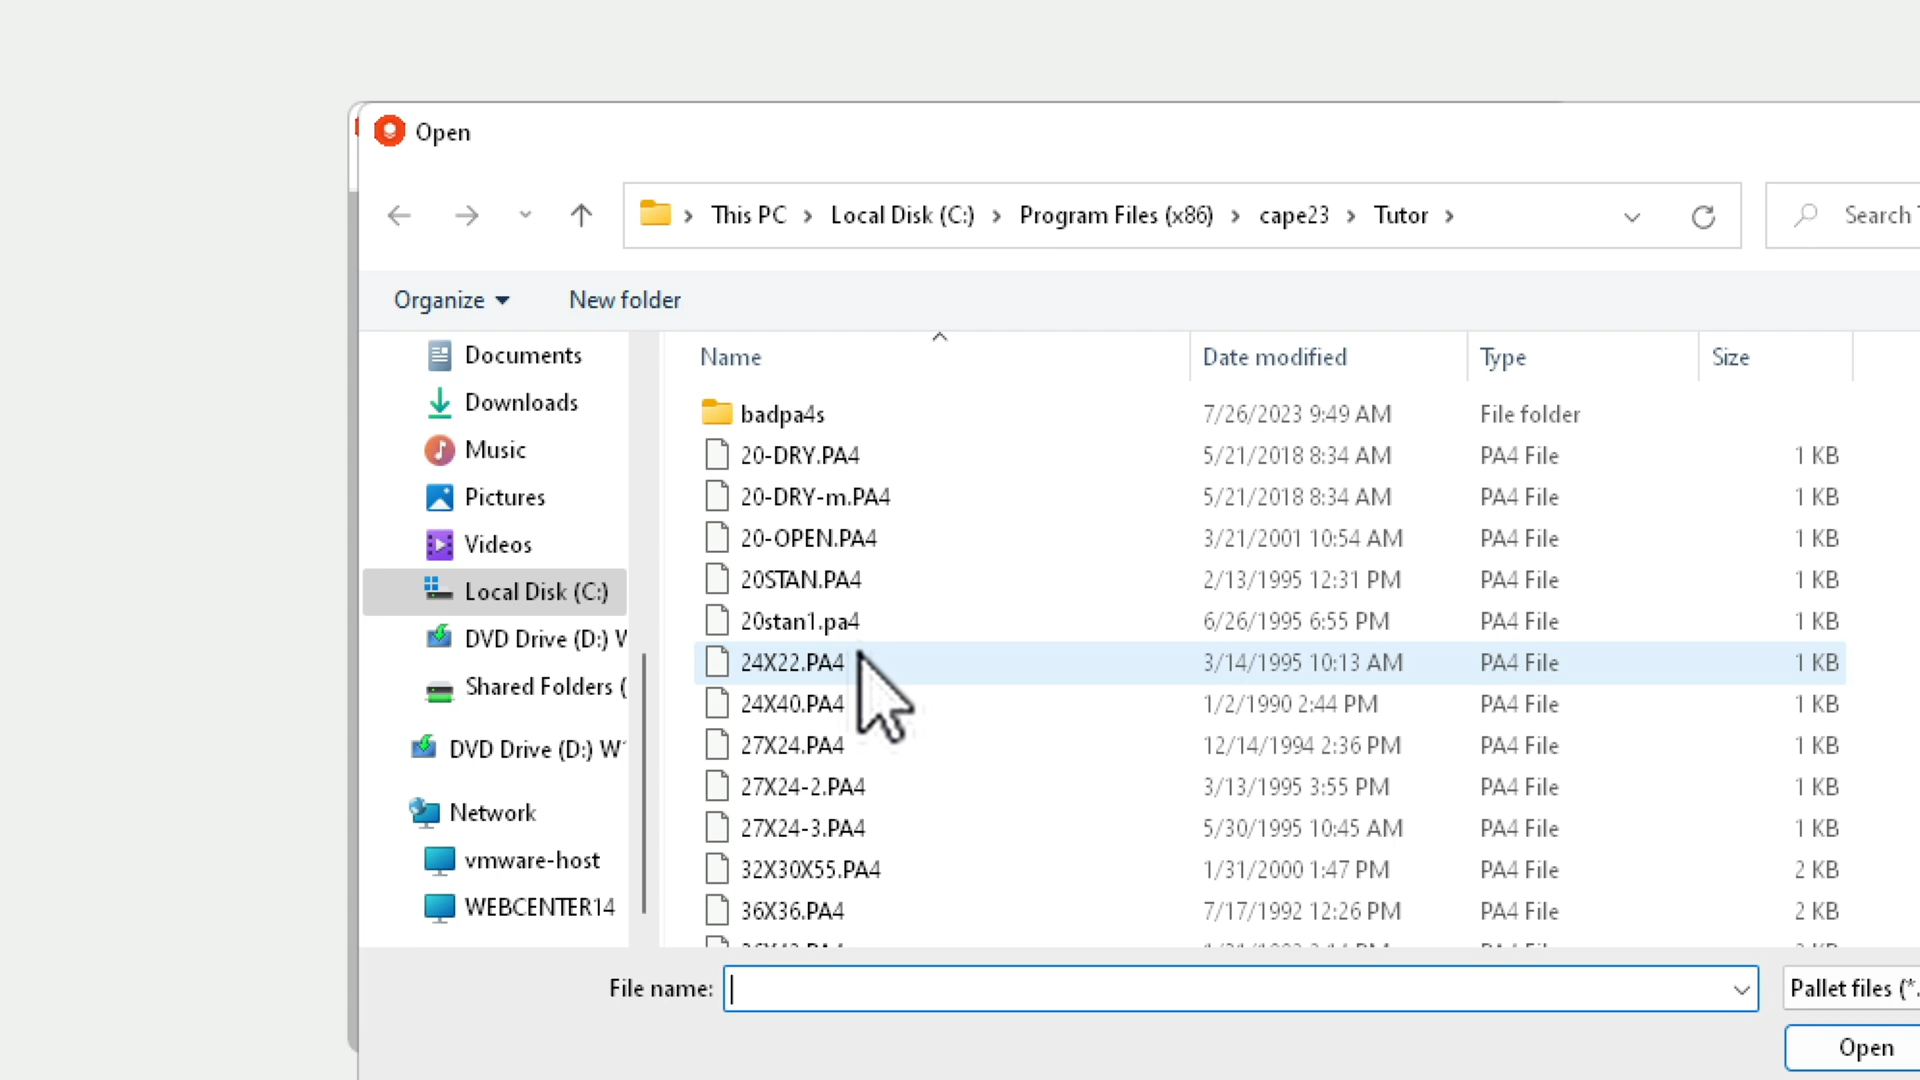 Open
This PC > Local Disk (C:) > Program Files (x86) > cape23 > Tutor >
Search
Organize
New folder
Documents
Downloads
Music
Pictures
Videos
Local Disk (C:)
DVD Drive (D:) W
Shared Folders (
DVD Drive (D:) W
Network
vmware-host
WEBCENTER14
Name Date modified Type Size
badpa4s 7/26/2023 9:49 AM File folder
20-DRY.PA4 5/21/2018 8:34 AM PA4 File 1 KB
20-DRY-m.PA4 5/21/2018 8:34 AM PA4 File 1 KB
20-OPEN.PA4 3/21/2001 10:54 AM PA4 File 1 KB
20STAN.PA4 2/13/1995 12:31 PM PA4 File 1 KB
20stan1.pa4 6/26/1995 6:55 PM PA4 File 1 KB
24X22.PA4 3/14/1995 10:13 AM PA4 File 1 KB
24X40.PA4 1/2/1990 2:44 PM PA4 File 1 KB
27X24.PA4 12/14/1994 2:36 PM PA4 File 1 KB
27X24-2.PA4 3/13/1995 3:55 PM PA4 File 1 KB
27X24-3.PA4 5/30/1995 10:45 AM PA4 File 1 KB
32X30X55.PA4 1/31/2000 1:47 PM PA4 File 2 KB
36X36.PA4 7/17/1992 12:26 PM PA4 File 2 KB
File name:
Pallet files (*.
Open